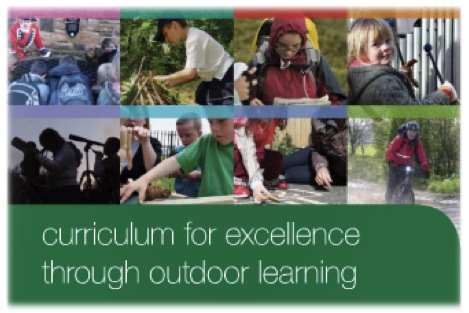 curriculum for excellence
through outdoor learning